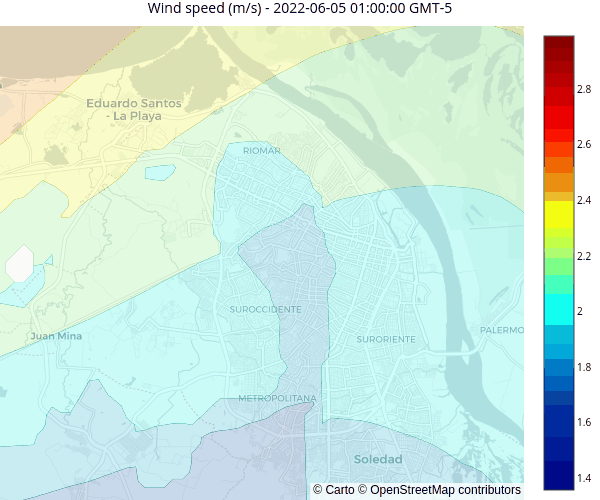 Wind speed (m/s) - 2022-06-05 01:00:00 GMT-5
Eduardo Santos
- La Playa
RIOMAR
SUROCCIDENTE
Juan Mina
SURORIENTE
PALERMO
METROPOLITANA
Soledad
© Carto © OpenStreetMap contributors
2.8
2.6
2.4
2.2
2
1.8
1.6
1.4